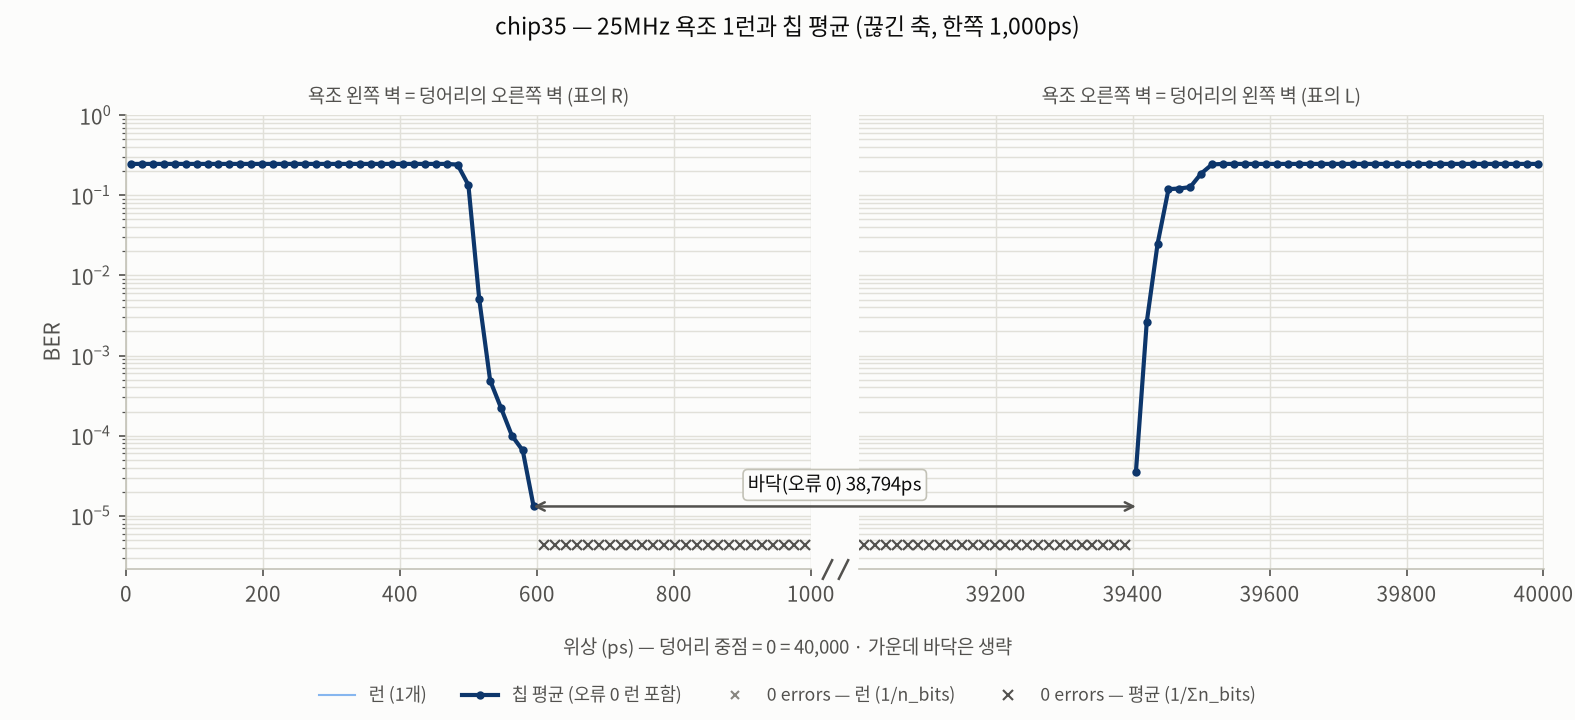 chip35 — 25MHz 욕조 1런과 칩 평균 (끊긴 축, 한쪽 1,000ps)
욕조 왼쪽 벽 = 덩어리의 오른쪽 벽 (표의 R)
욕조 오른쪽 벽 = 덩어리의 왼쪽 벽 (표의 L)
BER
10⁰
10⁻¹
10⁻²
10⁻³
10⁻⁴
10⁻⁵
바닥(오류 0) 38,794ps
0 200 400 600 800 1000 39200 39400 39600 39800 40000
위상 (ps) — 덩어리 중점 = 0 = 40,000 · 가운데 바닥은 생략
런 (1개) 칩 평균 (오류 0 런 포함) 0 errors — 런 (1/n_bits) 0 errors — 평균 (1/Σn_bits)